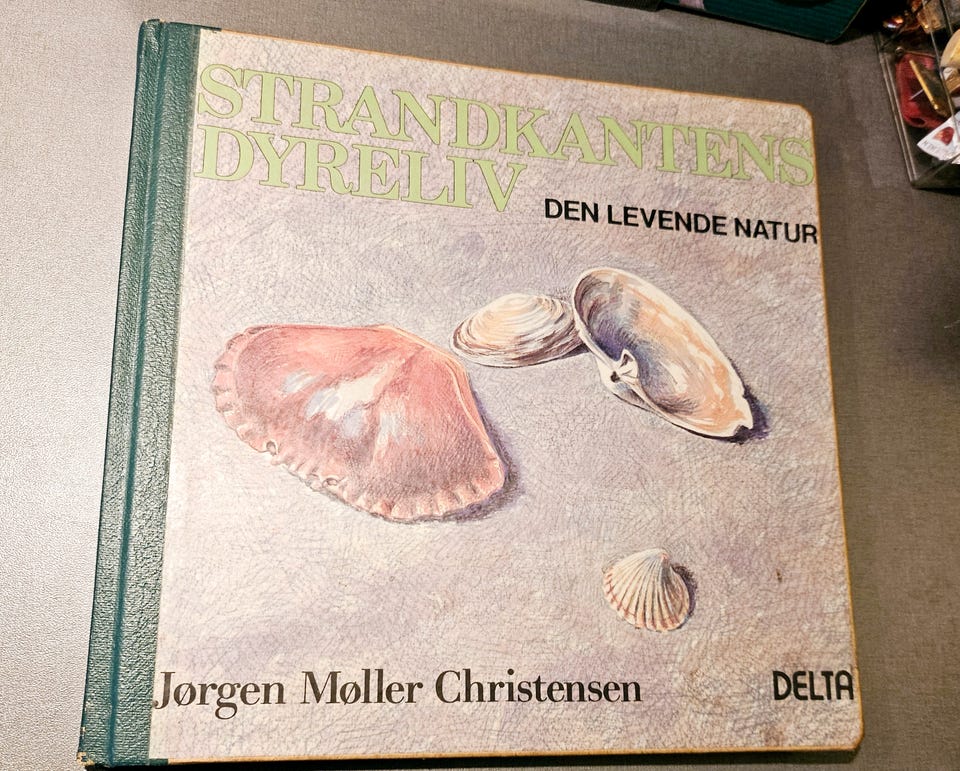 STRANDKANTENS
DYRELIV
DEN LEVENDE NATUR
Jørgen Møller Christensen
DELTA